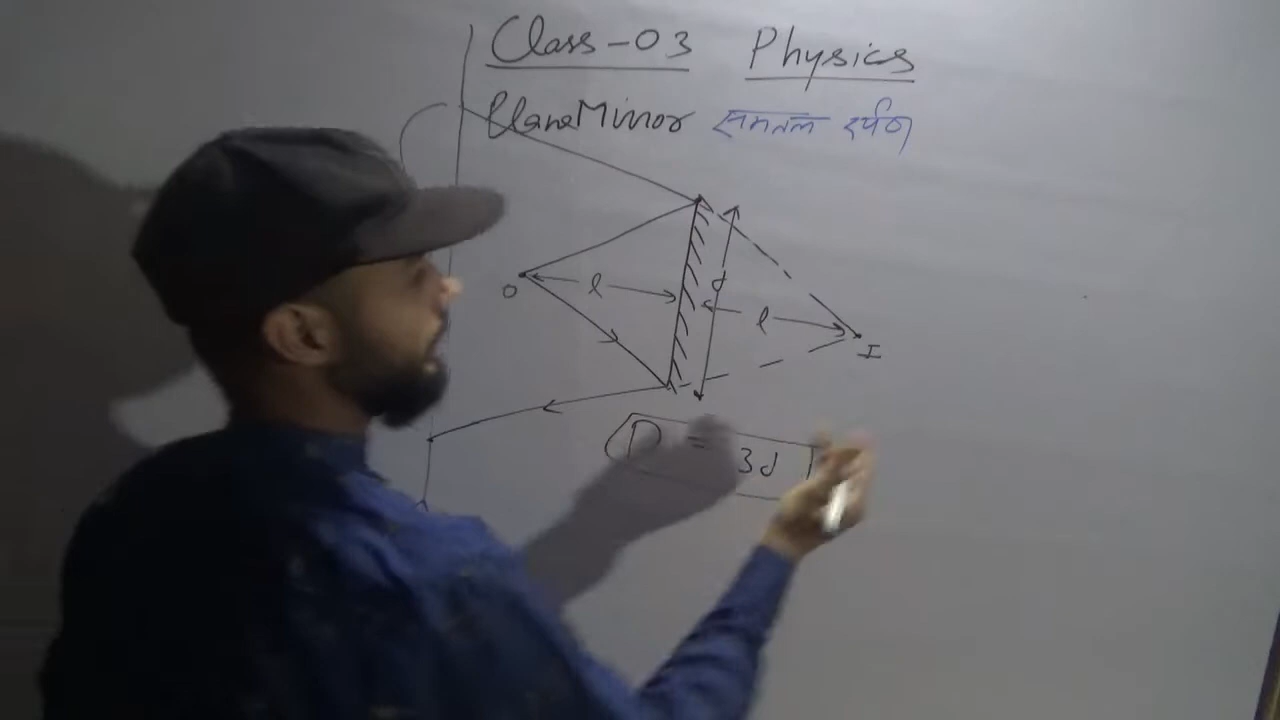 Class-03 Physics
Plane Mirror समतल दर्पण
d
l
O
l
I
D = 3d